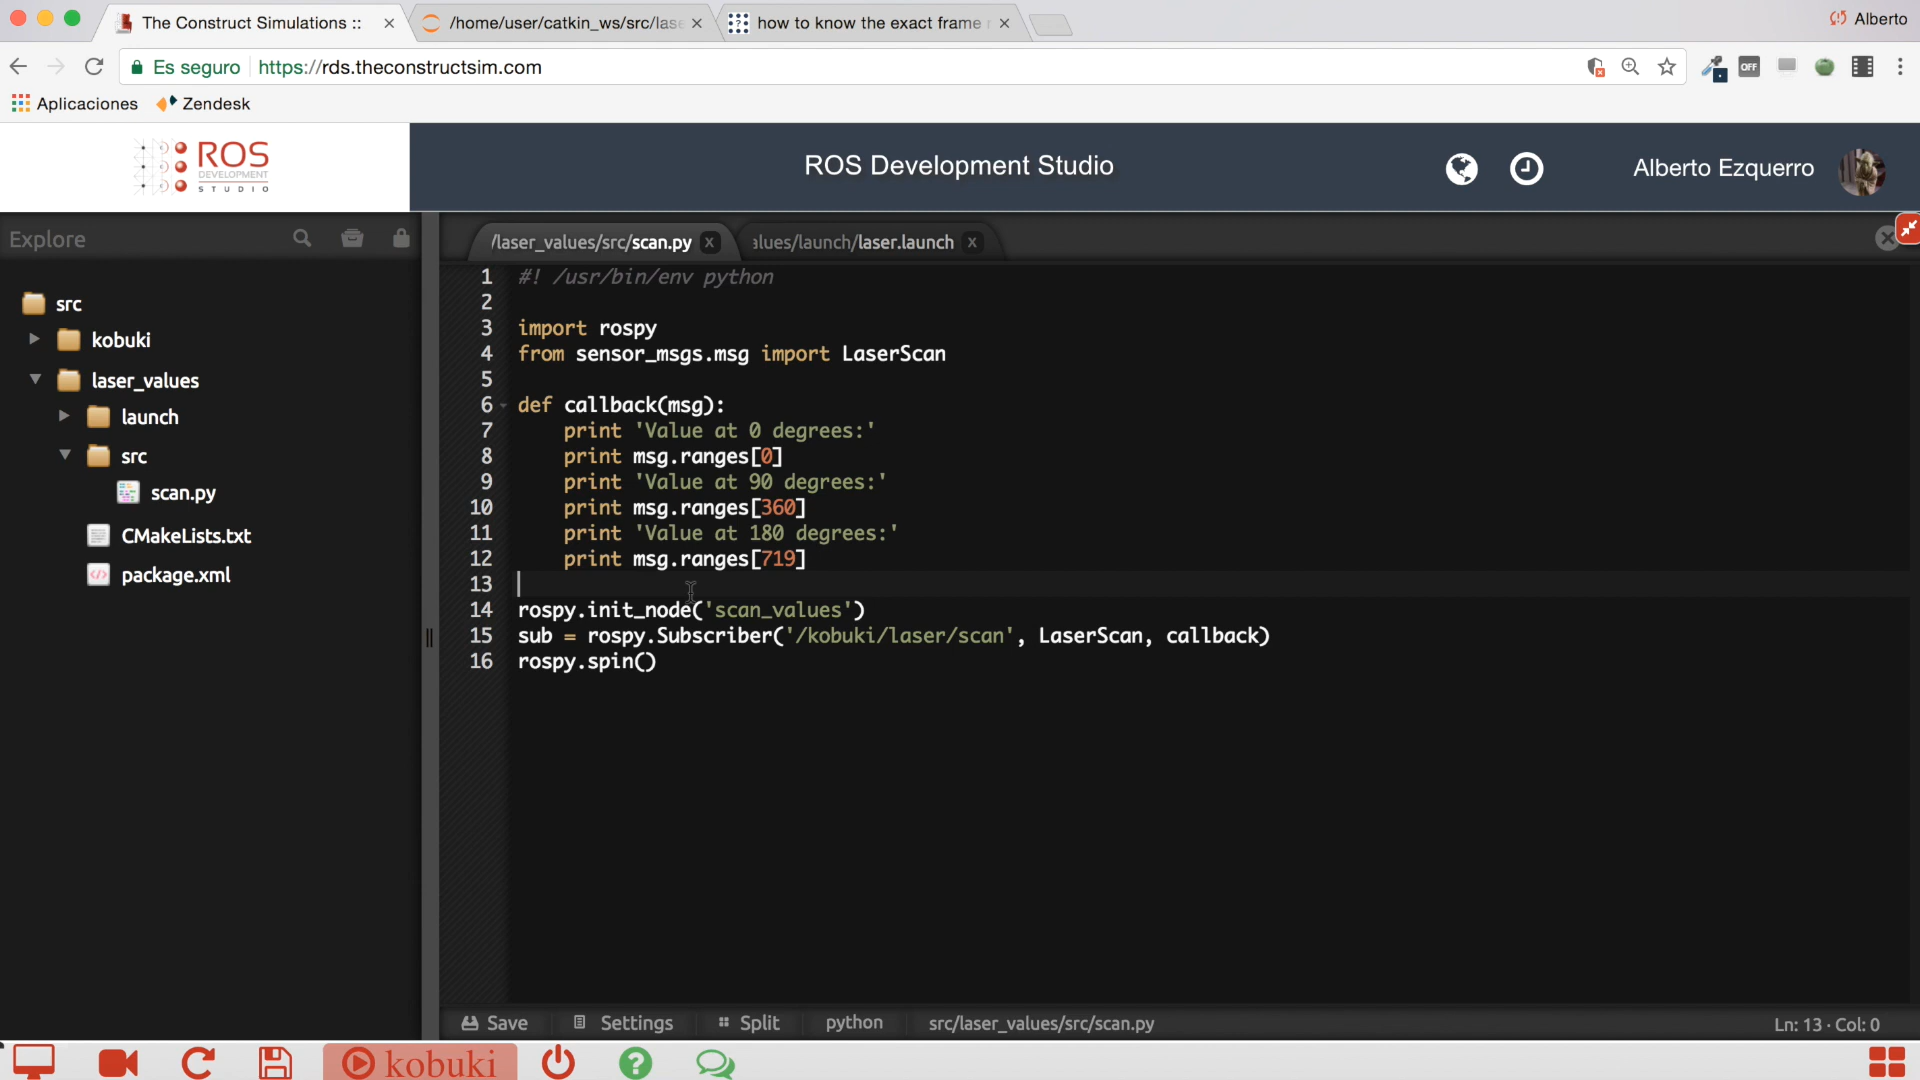 The Construct Simulations ::
/home/user/catkin_ws/src/lase
how to know the exact frame
Alberto
Es seguro
https://rds.theconstructsim.com
OFF
Aplicaciones
Zendesk
ROS
DEVELOPMENT
STUDIO
ROS Development Studio
Alberto Ezquerro
Explore
/laser_values/src/scan.py
alues/launch/laser.launch
src
kobuki
laser_values
launch
src
scan.py
CMakeLists.txt
package.xml
1 #! /usr/bin/env python
2
3 import rospy
4 from sensor_msgs.msg import LaserScan
5
6 def callback(msg):
7 print 'Value at 0 degrees:'
8 print msg.ranges[0]
9 print 'Value at 90 degrees:'
10 print msg.ranges[360]
11 print 'Value at 180 degrees:'
12 print msg.ranges[719]
13
14 rospy.init_node('scan_values')
15 sub = rospy.Subscriber('/kobuki/laser/scan', LaserScan, callback)
16 rospy.spin()
Save
Settings
Split
python
src/laser_values/src/scan.py
Ln: 13 · Col: 0
kobuki